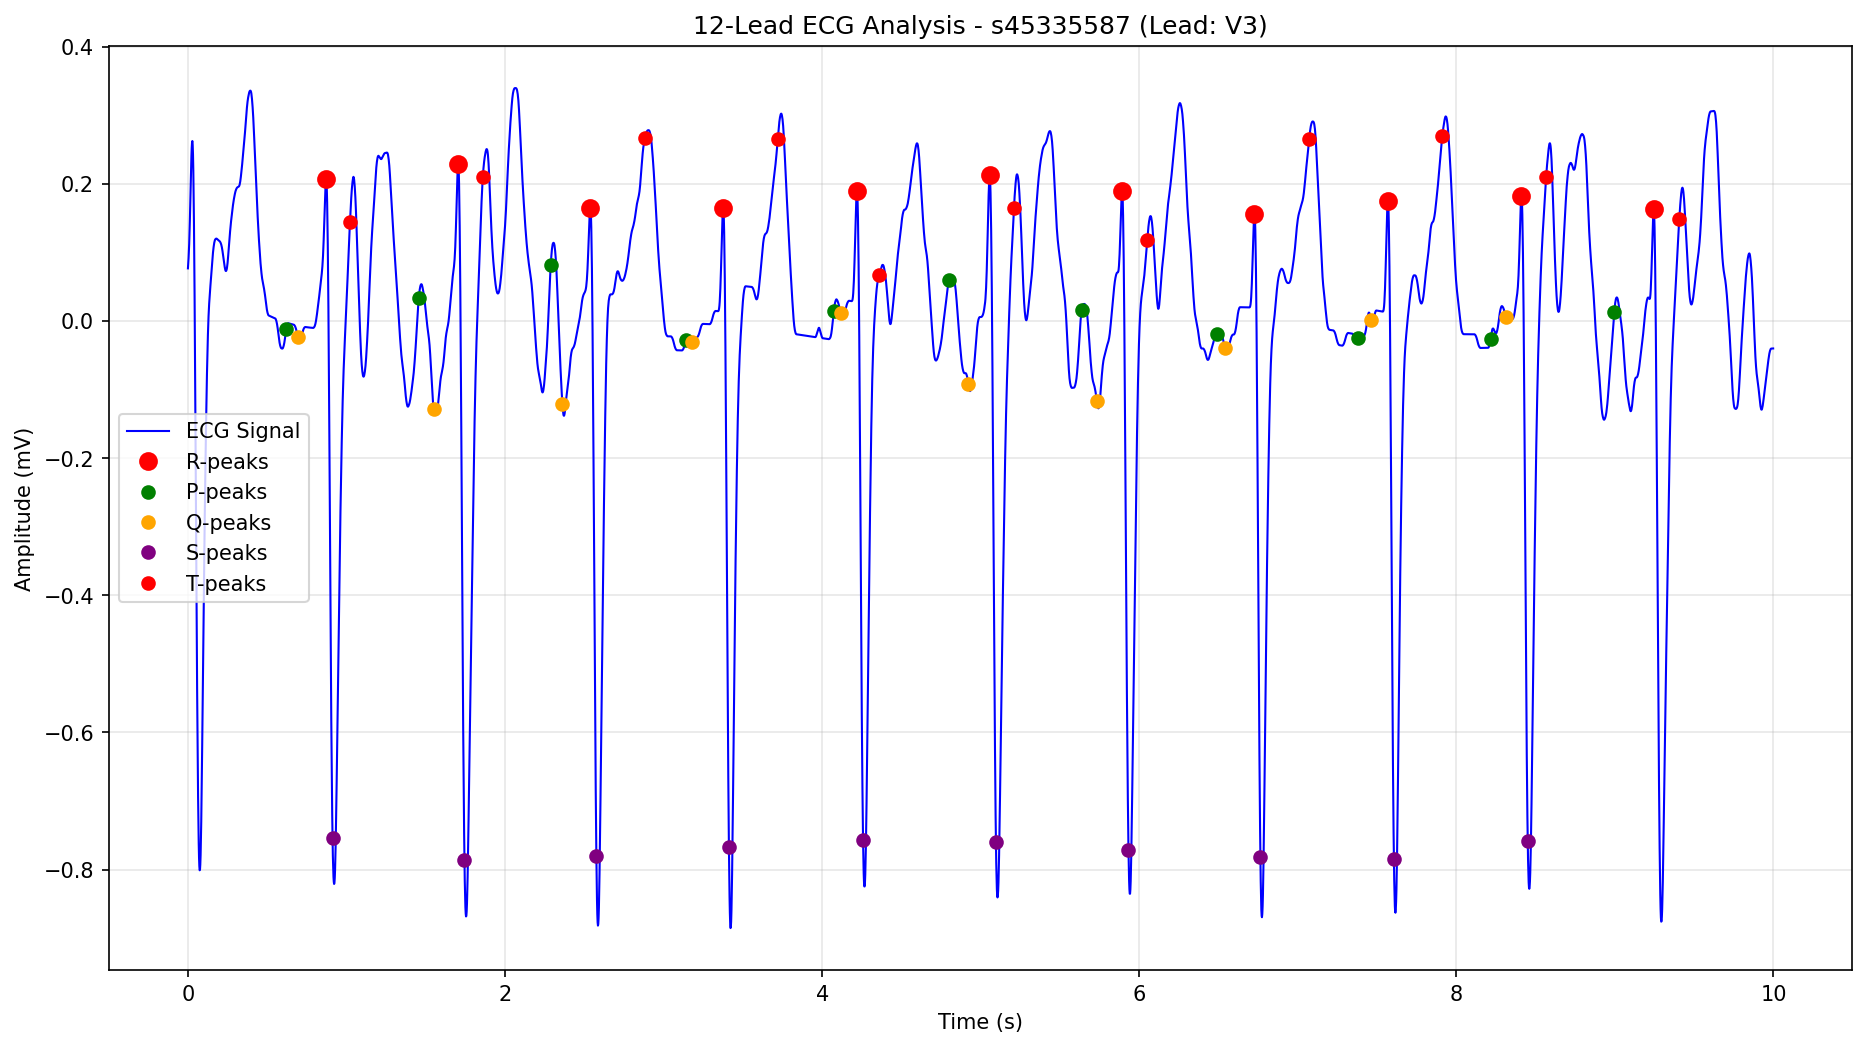 12-Lead ECG Analysis - s45335587 (Lead: V3)
Amplitude (mV)
0.4
0.2
0.0
−0.2
−0.4
−0.6
−0.8
ECG Signal
R-peaks
P-peaks
Q-peaks
S-peaks
T-peaks
0 2 4 6 8 10
Time (s)